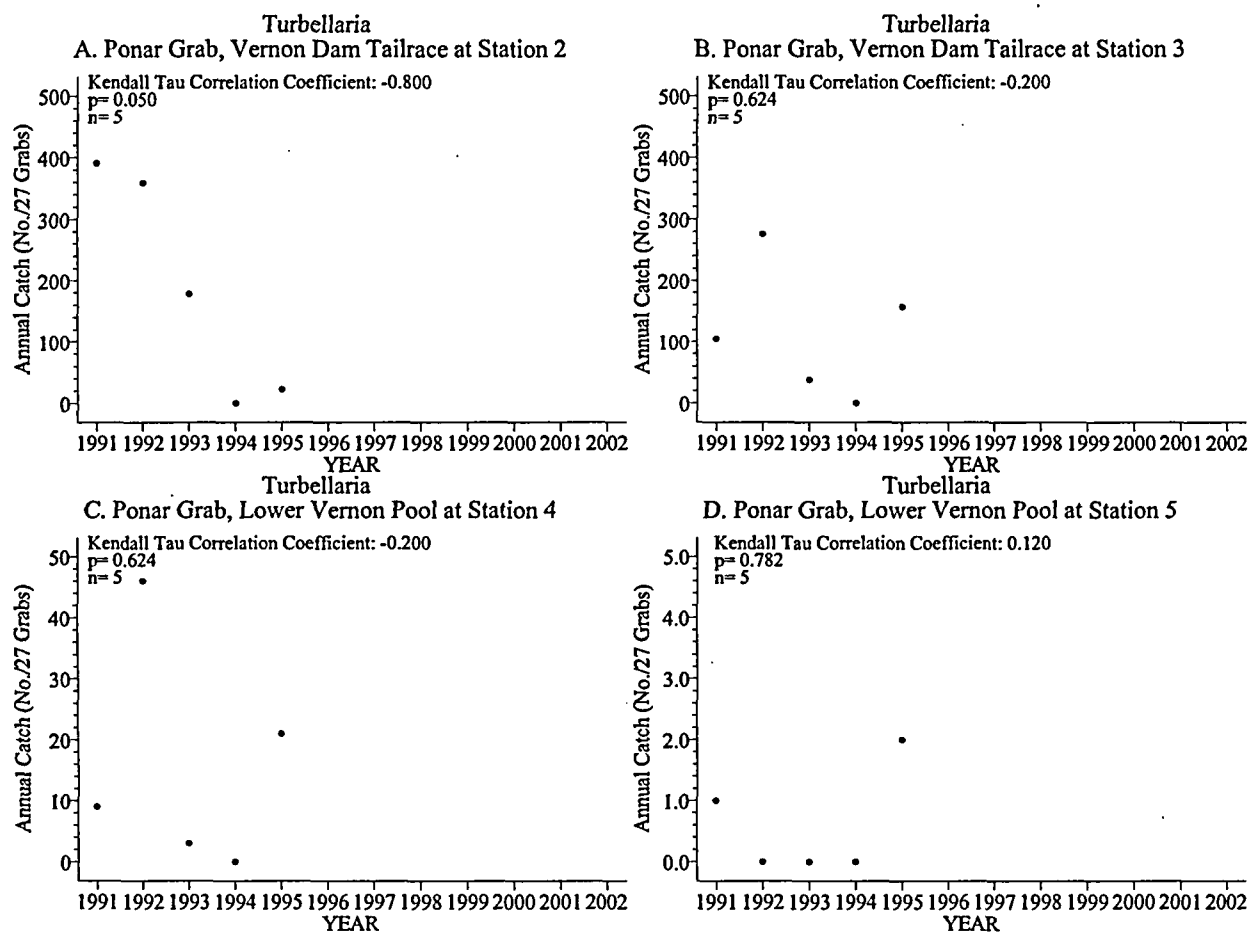 Turbellaria
A. Ponar Grab, Vernon Dam Tailrace at Station 2
Kendall Tau Correlation Coefficient: -0.800
p= 0.050
n= 5
Annual Catch (No./27 Grabs)
500
400
300
200
100
0
1991 1992 1993 1994 1995 1996 1997 1998 1999 2000 2001 2002
YEAR
Turbellaria
B. Ponar Grab, Vernon Dam Tailrace at Station 3
Kendall Tau Correlation Coefficient: -0.200
p= 0.624
n= 5
Annual Catch (No./27 Grabs)
500
400
300
200
100
0
1991 1992 1993 1994 1995 1996 1997 1998 1999 2000 2001 2002
YEAR
Turbellaria
C. Ponar Grab, Lower Vernon Pool at Station 4
Kendall Tau Correlation Coefficient: -0.200
p= 0.624
n= 5
Annual Catch (No./27 Grabs)
50
40
30
20
10
0
1991 1992 1993 1994 1995 1996 1997 1998 1999 2000 2001 2002
YEAR
Turbellaria
D. Ponar Grab, Lower Vernon Pool at Station 5
Kendall Tau Correlation Coefficient: 0.120
p= 0.782
n= 5
Annual Catch (No./27 Grabs)
5.0
4.0
3.0
2.0
1.0
0.0
1991 1992 1993 1994 1995 1996 1997 1998 1999 2000 2001 2002
YEAR